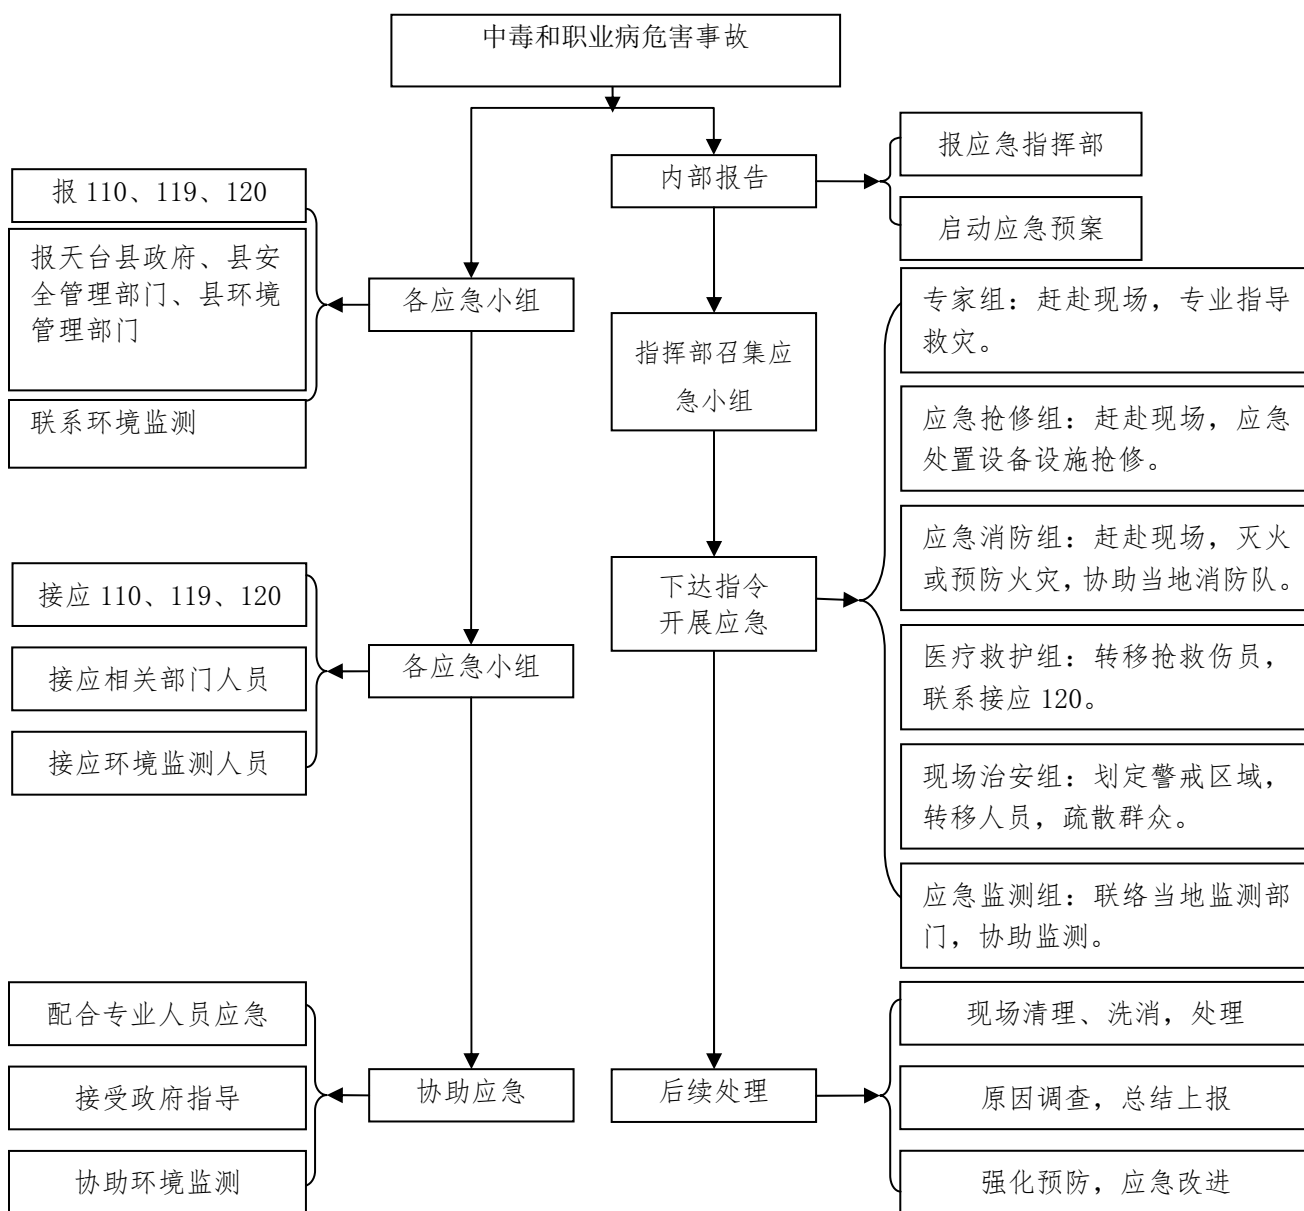 中毒和职业病危害事故
报 110、119、120
报天台县政府、县安
全管理部门、县环境
管理部门
联系环境监测
各应急小组
接应 110、119、120
接应相关部门人员
接应环境监测人员
各应急小组
配合专业人员应急
接受政府指导
协助环境监测
协助应急
内部报告
报应急指挥部
启动应急预案
指挥部召集应
急小组
下达指令
开展应急
专家组：赶赴现场，专业指导
救灾。
应急抢修组：赶赴现场，应急
处置设备设施抢修。
应急消防组：赶赴现场，灭火
或预防火灾，协助当地消防队。
医疗救护组：转移抢救伤员，
联系接应 120。
现场治安组：划定警戒区域，
转移人员，疏散群众。
应急监测组：联络当地监测部
门，协助监测。
后续处理
现场清理、洗消，处理
原因调查，总结上报
强化预防，应急改进